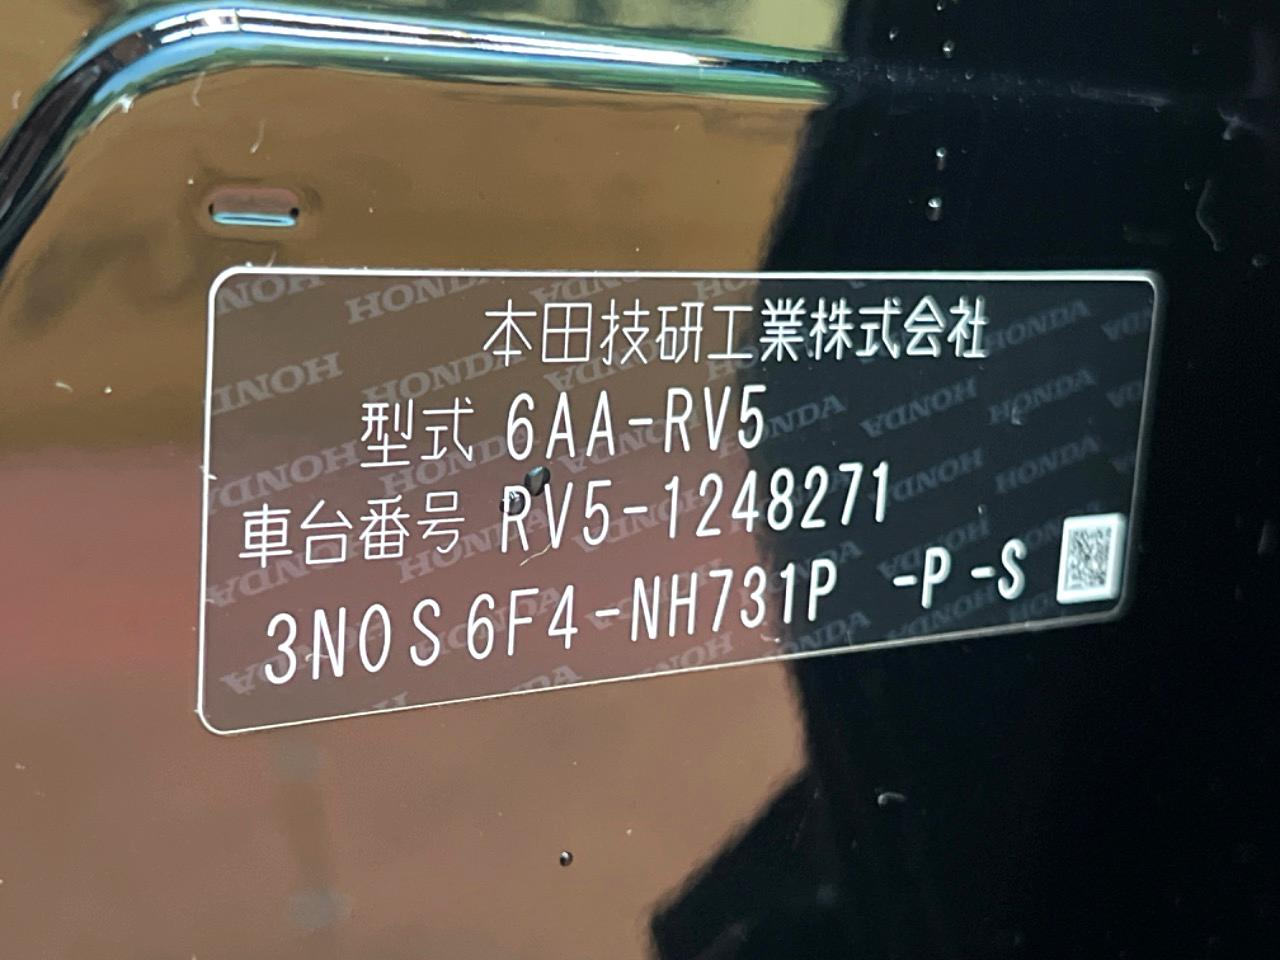 本田技研工業株式会社
型式 6AA-RV5
車台番号 RV5-1248271
3N0S6F4-NH731P -P-S